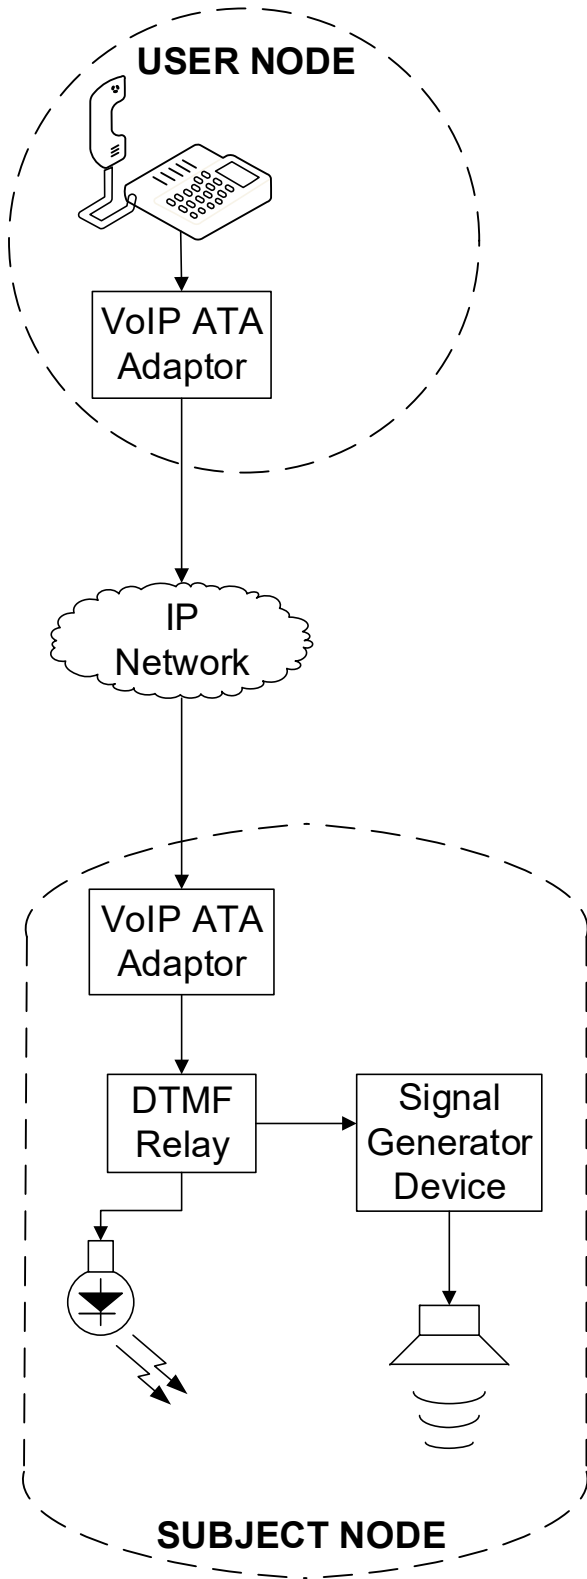 USER NODE
VoIP ATA
Adaptor
IP
Network
VoIP ATA
Adaptor
DTMF
Relay
Signal
Generator
Device
SUBJECT NODE